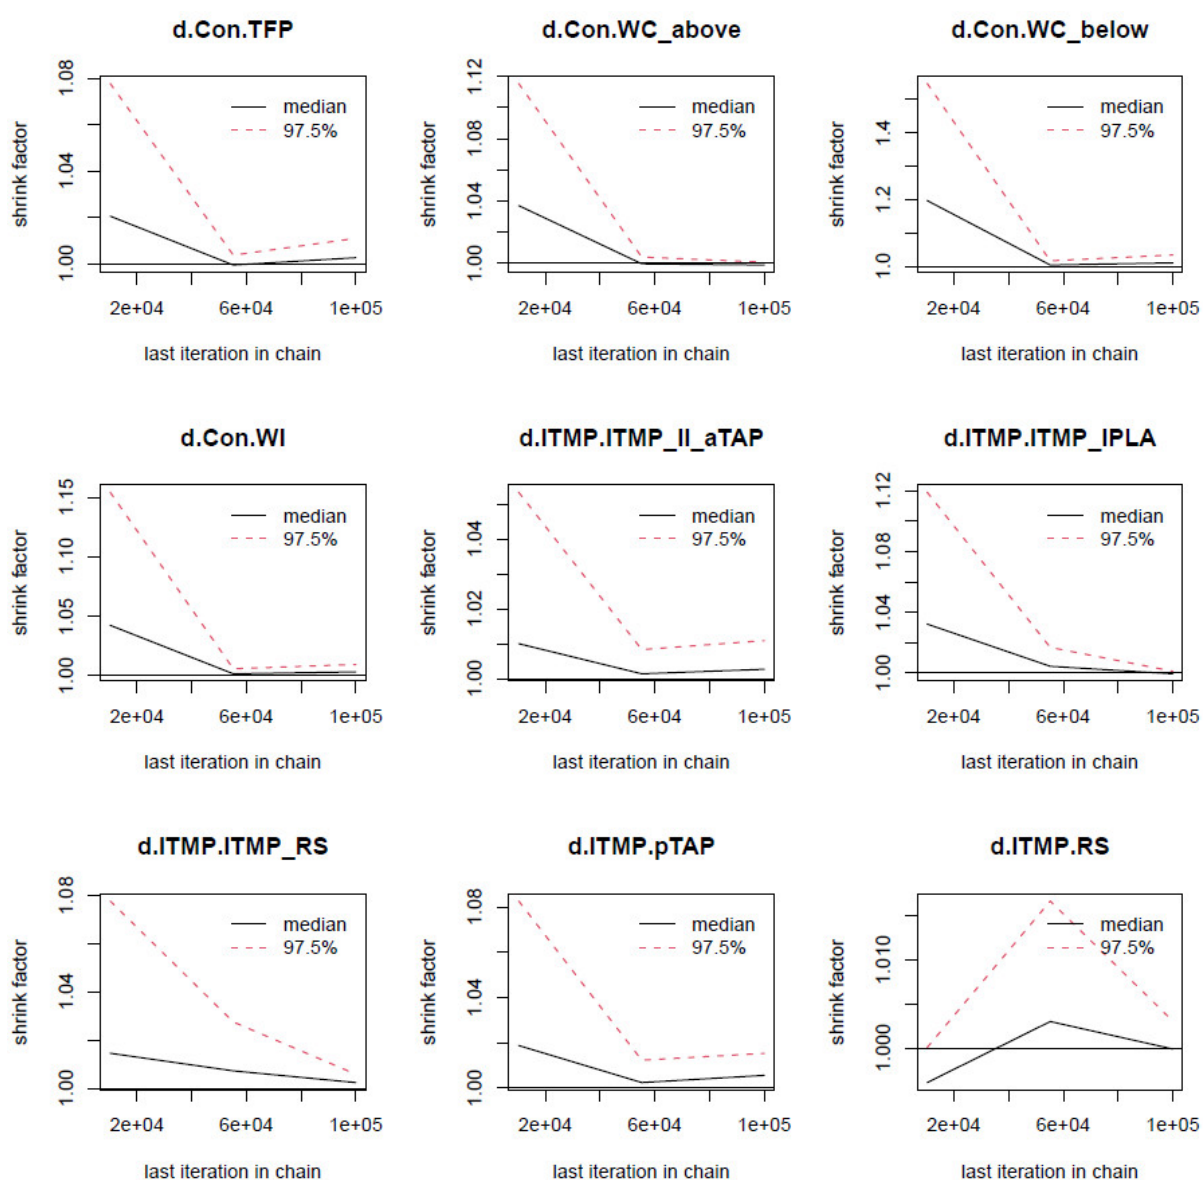 d.Con.TFP
shrink factor
1.00 1.04 1.08
median
97.5%
2e+04 6e+04 1e+05
last iteration in chain
d.Con.WC_above
shrink factor
1.00 1.04 1.08 1.12
median
97.5%
2e+04 6e+04 1e+05
last iteration in chain
d.Con.WC_below
shrink factor
1.0 1.2 1.4
median
97.5%
2e+04 6e+04 1e+05
last iteration in chain
d.Con.WI
shrink factor
1.00 1.05 1.10 1.15
median
97.5%
2e+04 6e+04 1e+05
last iteration in chain
d.ITMP.ITMP_II_aTAP
shrink factor
1.00 1.02 1.04
median
97.5%
2e+04 6e+04 1e+05
last iteration in chain
d.ITMP.ITMP_IPLA
shrink factor
1.00 1.04 1.08 1.12
median
97.5%
2e+04 6e+04 1e+05
last iteration in chain
d.ITMP.ITMP_RS
shrink factor
1.00 1.04 1.08
median
97.5%
2e+04 6e+04 1e+05
last iteration in chain
d.ITMP.pTAP
shrink factor
1.00 1.04 1.08
median
97.5%
2e+04 6e+04 1e+05
last iteration in chain
d.ITMP.RS
shrink factor
1.000 1.010
median
97.5%
2e+04 6e+04 1e+05
last iteration in chain